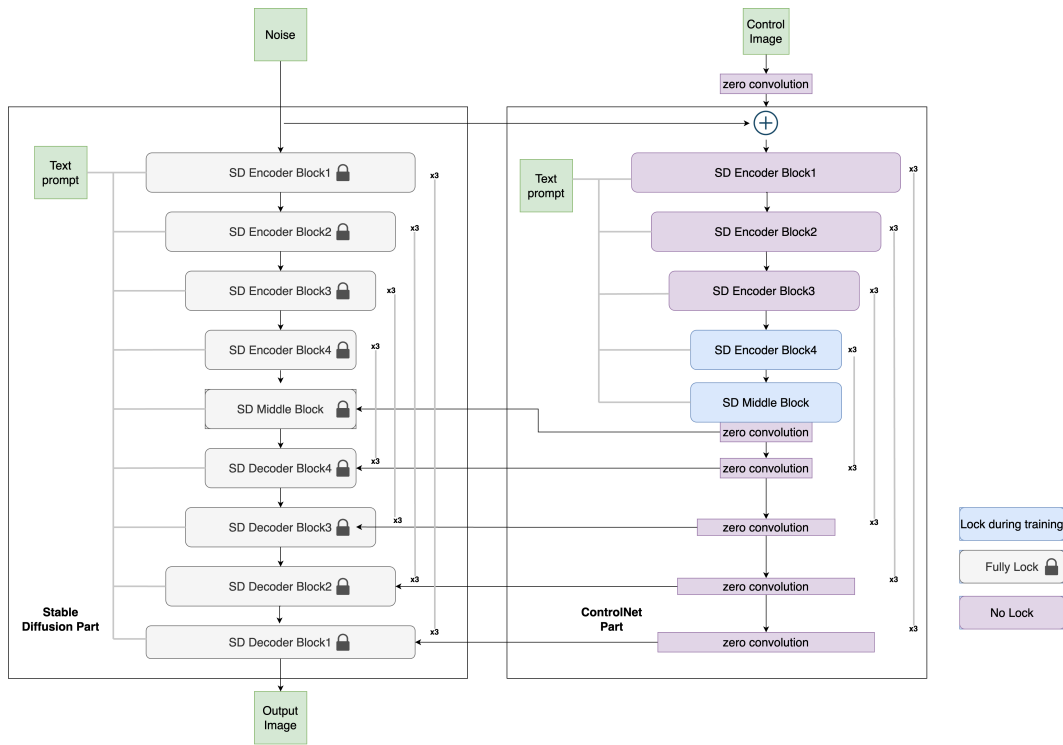 Noise
Control
Image
zero convolution
Text
prompt
SD Encoder Block1
x3
SD Encoder Block2
x3
SD Encoder Block3
x3
SD Encoder Block4
x3
SD Middle Block
SD Decoder Block4
x3
SD Decoder Block3
x3
SD Decoder Block2
x3
SD Decoder Block1
x3
Stable
Diffusion Part
Output
Image
Text
prompt
SD Encoder Block1
x3
SD Encoder Block2
x3
SD Encoder Block3
x3
SD Encoder Block4
x3
SD Middle Block
zero convolution
zero convolution
x3
zero convolution
x3
zero convolution
x3
zero convolution
x3
ControlNet
Part
Lock during training
Fully Lock
No Lock